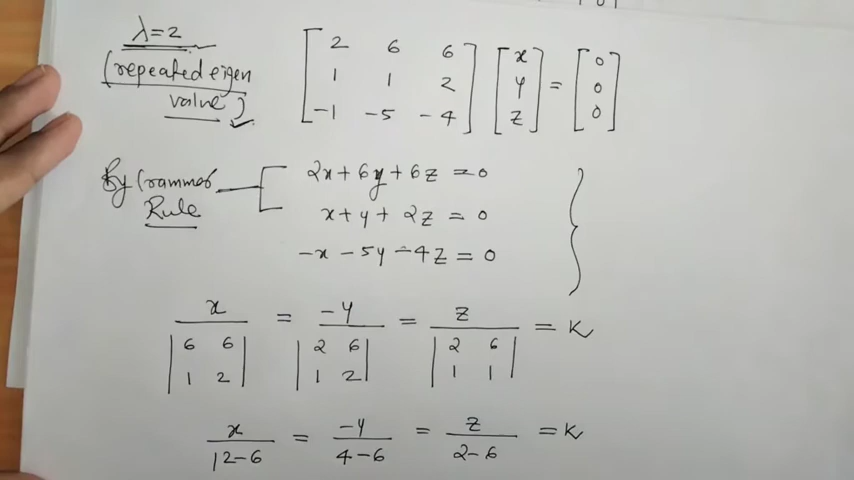 λ=2
(repeated eigen
value)
[2 6 6; 1 1 2; -1 -5 -4] [x; y; z] = [0; 0; 0]
By Crammer Rule
2x+6y+6z=0
x+y+2z=0
-x-5y-4z=0
x/|6 6; 1 2| = -y/|2 6; 1 2| = z/|2 6; 1 1| = K
x/12-6 = -y/4-6 = z/2-6 = K